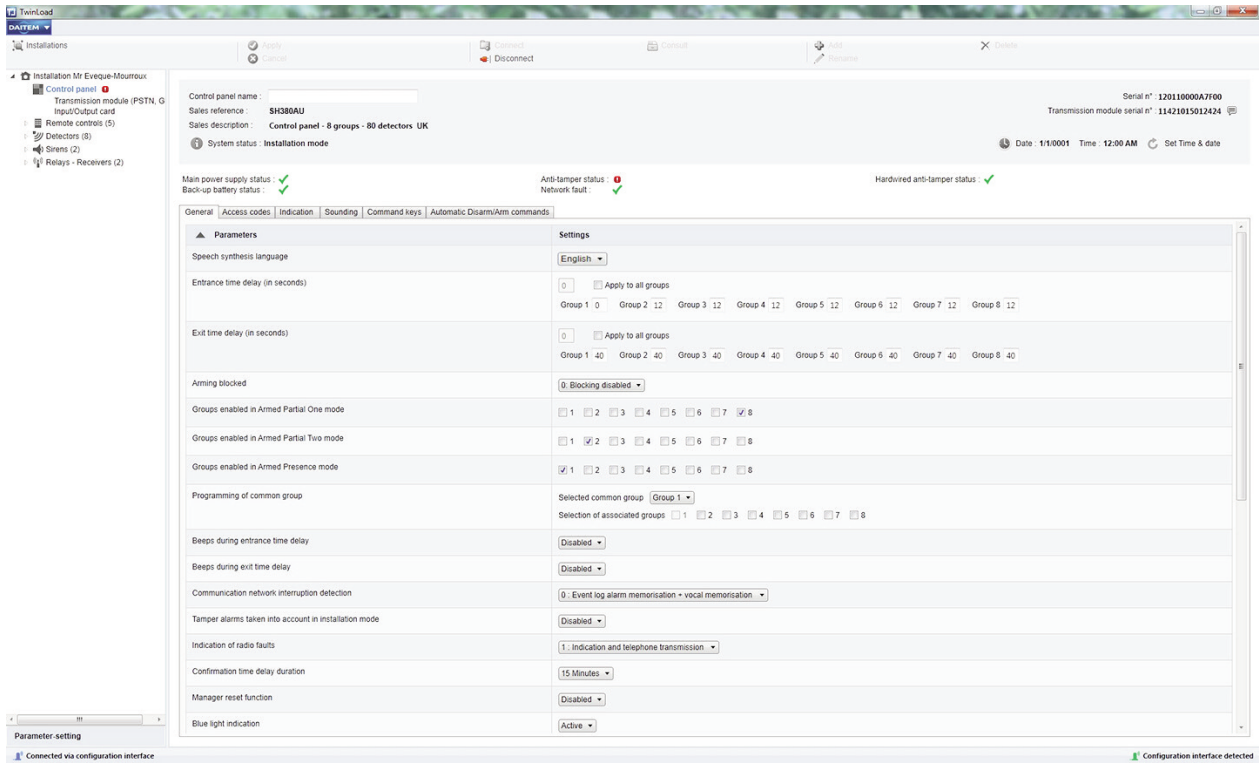 TwinLoad
DAITEM
Installations
Apply
Cancel
Connect
Disconnect
Default
Add
Rename
Delete
Installation Mr Eveque-Mourroux
Control panel
Transmission module (PSTN, G
Input/Output card
Remote controls (5)
Detectors (8)
Sirens (2)
Relays - Receivers (2)
Control panel name :
Sales reference : SH380AU
Sales description : Control panel - 8 groups - 80 detectors UK
System status : Installation mode
Serial n° : 120110000A7F00
Transmission module serial n° : 11421015012424
Date : 1/1/0001 Time : 12:00 AM Set Time & date
Main power supply status :
Back-up battery status :
Anti-tamper status :
Network fault :
Hardwired anti-tamper status :
General Access codes Indication Sounding Command keys Automatic Disarm/Arm commands
Parameters Settings
Speech synthesis language English
Entrance time delay (in seconds) 0 Apply to all groups
Group 1 0 Group 2 12 Group 3 12 Group 4 12 Group 5 12 Group 6 12 Group 7 12 Group 8 12
Exit time delay (in seconds) 0 Apply to all groups
Group 1 40 Group 2 40 Group 3 40 Group 4 40 Group 5 40 Group 6 40 Group 7 40 Group 8 40
Arming blocked 0: Blocking disabled
Groups enabled in Armed Partial One mode 1 2 3 4 5 6 7 8
Groups enabled in Armed Partial Two mode 1 2 3 4 5 6 7 8
Groups enabled in Armed Presence mode 1 2 3 4 5 6 7 8
Programming of common group Selected common group Group 1
Selection of associated groups 1 2 3 4 5 6 7 8
Beeps during entrance time delay Disabled
Beeps during exit time delay Disabled
Communication network interruption detection 0 : Event log alarm memorisation + vocal memorisation
Tamper alarms taken into account in installation mode Disabled
Indication of radio faults 1 : Indication and telephone transmission
Confirmation time delay duration 15 Minutes
Manager reset function Disabled
Blue light indication Active
Parameter-setting
Connected via configuration interface
Configuration interface detected